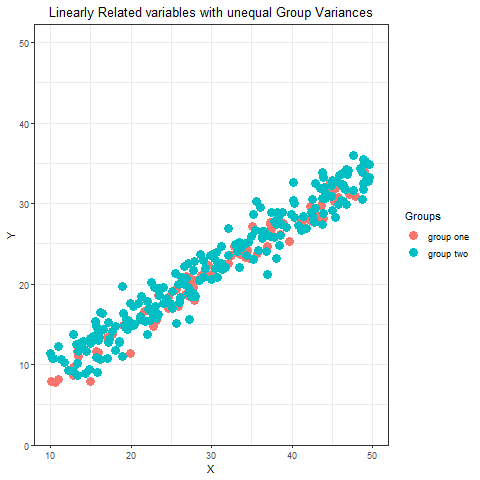 Linearly Related variables with unequal Group Variances
50
40
30
20
10
0
Y
10
20
30
40
50
X
Groups
group one
group two